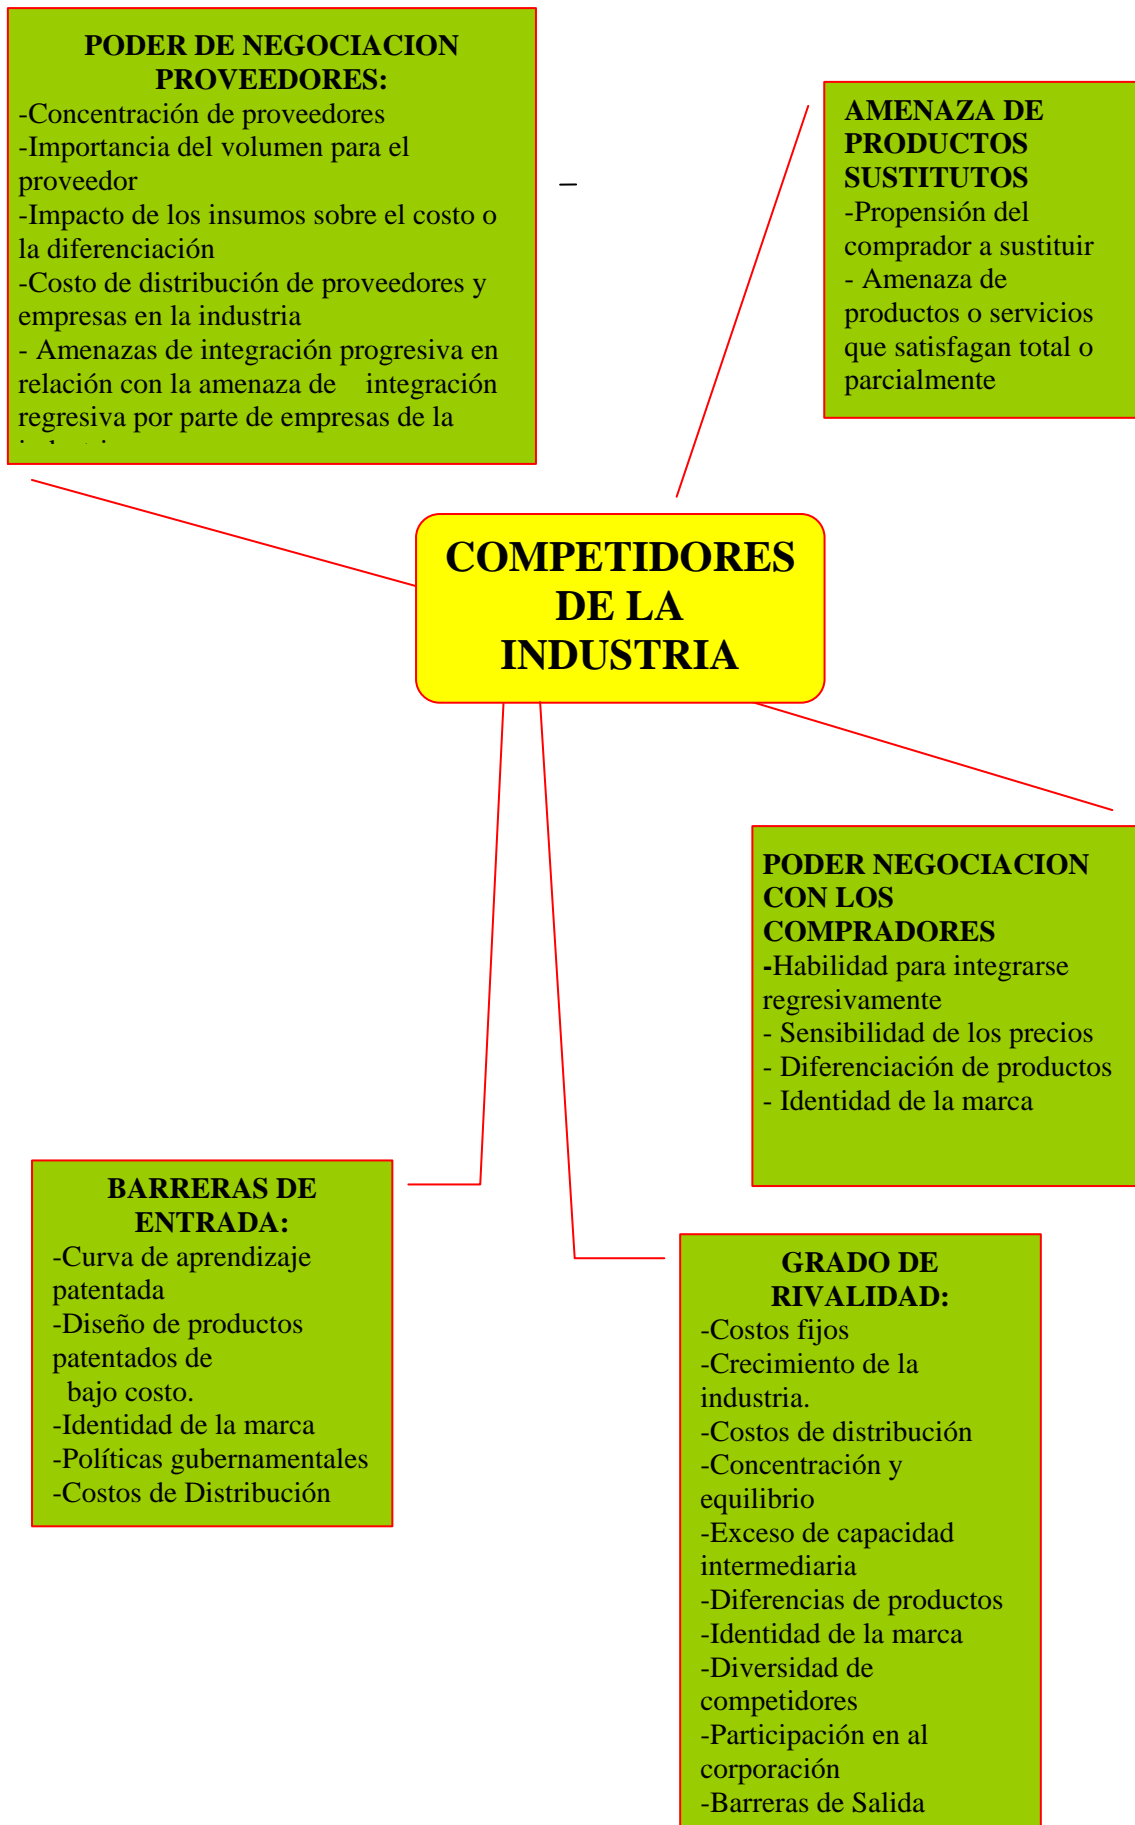 PODER DE NEGOCIACION
PROVEEDORES:
-Concentración de proveedores
-Importancia del volumen para el
proveedor
-Impacto de los insumos sobre el costo o
la diferenciación
-Costo de distribución de proveedores y
empresas en la industria
- Amenazas de integración progresiva en
relación con la amenaza de integración
regresiva por parte de empresas de la
–
AMENAZA DE
PRODUCTOS
SUSTITUTOS
-Propensión del
comprador a sustituir
- Amenaza de
productos o servicios
que satisfagan total o
parcialmente
COMPETIDORES
DE LA
INDUSTRIA
PODER NEGOCIACION
CON LOS
COMPRADORES
-Habilidad para integrarse
regresivamente
- Sensibilidad de los precios
- Diferenciación de productos
- Identidad de la marca
BARRERAS DE
ENTRADA:
-Curva de aprendizaje
patentada
-Diseño de productos
patentados de
bajo costo.
-Identidad de la marca
-Políticas gubernamentales
-Costos de Distribución
GRADO DE
RIVALIDAD:
-Costos fijos
-Crecimiento de la
industria.
-Costos de distribución
-Concentración y
equilibrio
-Exceso de capacidad
intermediaria
-Diferencias de productos
-Identidad de la marca
-Diversidad de
competidores
-Participación en al
corporación
-Barreras de Salida